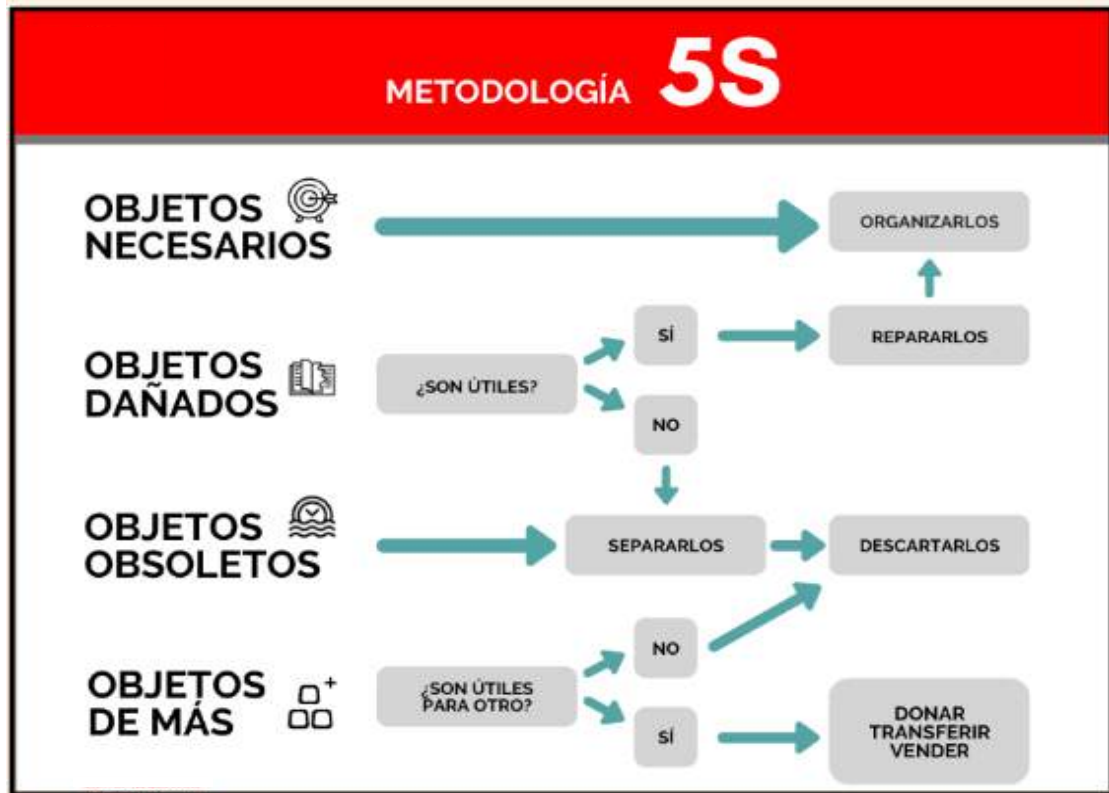 METODOLOGÍA 5S
OBJETOS
NECESARIOS
ORGANIZARLOS
OBJETOS
DAÑADOS
¿SON ÚTILES?
SÍ
REPARARLOS
NO
OBJETOS
OBSOLETOS
SEPARARLOS
DESCARTARLOS
OBJETOS
DE MÁS
¿SON ÚTILES
PARA OTRO?
NO
SÍ
DONAR
TRANSFERIR
VENDER